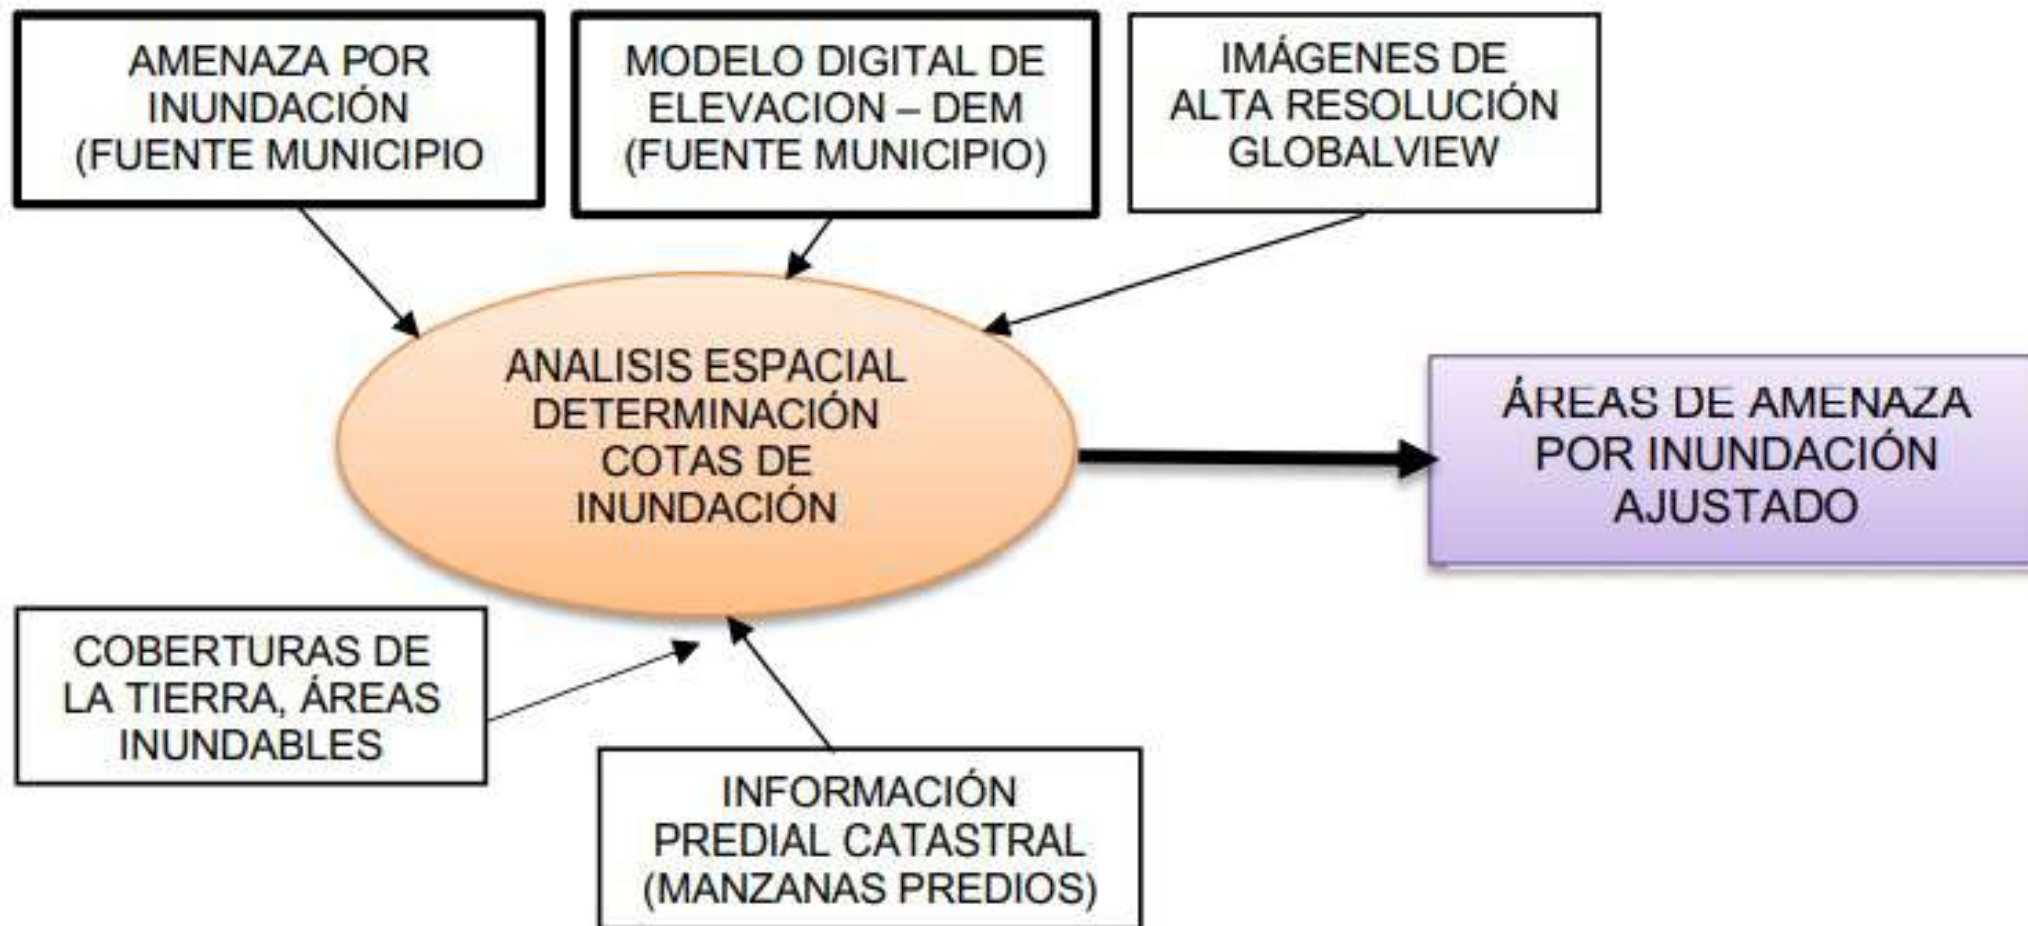 AMENAZA POR
INUNDACIÓN
(FUENTE MUNICIPIO
MODELO DIGITAL DE
ELEVACION – DEM
(FUENTE MUNICIPIO)
IMÁGENES DE
ALTA RESOLUCIÓN
GLOBALVIEW
ANALISIS ESPACIAL
DETERMINACIÓN
COTAS DE
INUNDACIÓN
ÁREAS DE AMENAZA
POR INUNDACIÓN
AJUSTADO
COBERTURAS DE
LA TIERRA, ÁREAS
INUNDABLES
INFORMACIÓN
PREDIAL CATASTRAL
(MANZANAS PREDIOS)